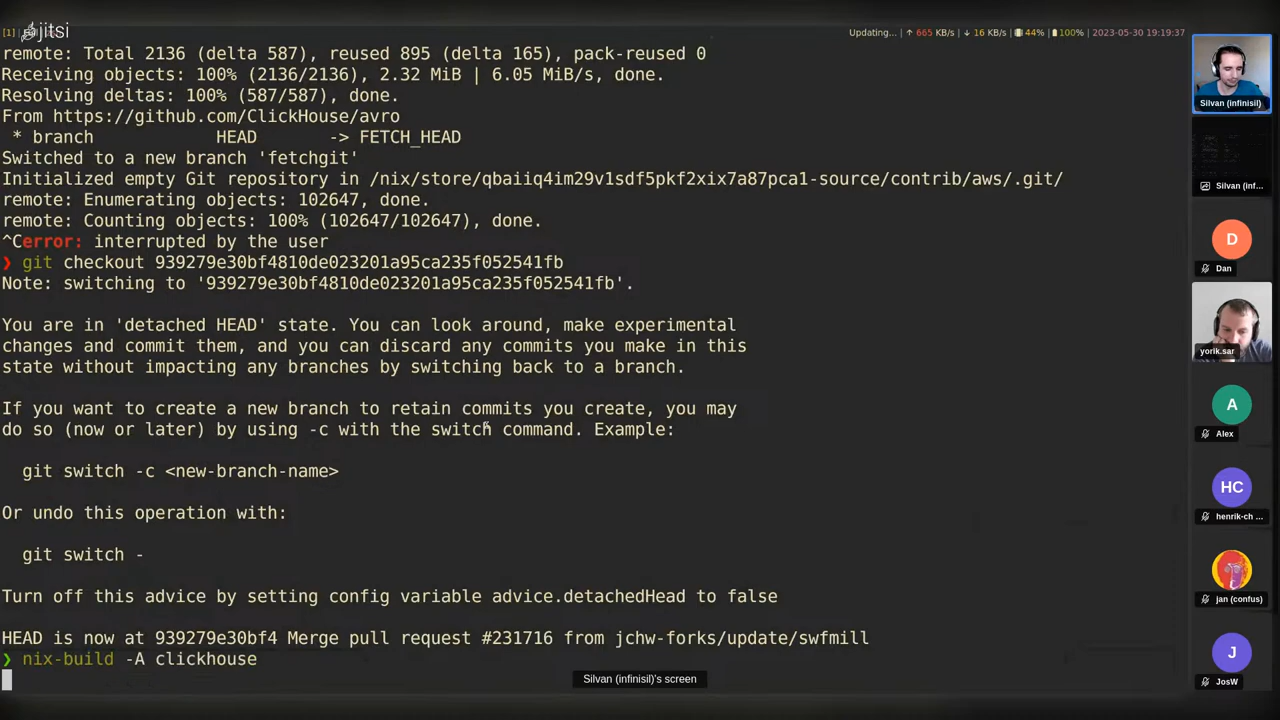 [1]
jitsi
Updating... | ↑ 665 KB/s | ↓ 16 KB/s | 44% | 100% | 2023-05-30 19:19:37
remote: Total 2136 (delta 587), reused 895 (delta 165), pack-reused 0
Receiving objects: 100% (2136/2136), 2.32 MiB | 6.05 MiB/s, done.
Resolving deltas: 100% (587/587), done.
From https://github.com/ClickHouse/avro
 * branch            HEAD       -> FETCH_HEAD
Switched to a new branch 'fetchgit'
Initialized empty Git repository in /nix/store/qbaiiq4im29v1sdf5pkf2xix7a87pca1-source/contrib/aws/.git/
remote: Enumerating objects: 102647, done.
remote: Counting objects: 100% (102647/102647), done.
^Cerror: interrupted by the user
❯ git checkout 939279e30bf4810de023201a95ca235f052541fb
Note: switching to '939279e30bf4810de023201a95ca235f052541fb'.
You are in 'detached HEAD' state. You can look around, make experimental
changes and commit them, and you can discard any commits you make in this
state without impacting any branches by switching back to a branch.
If you want to create a new branch to retain commits you create, you may
do so (now or later) by using -c with the switch command. Example:
  git switch -c <new-branch-name>
Or undo this operation with:
  git switch -
Turn off this advice by setting config variable advice.detachedHead to false
HEAD is now at 939279e30bf4 Merge pull request #231716 from jchw-forks/update/swfmill
❯ nix-build -A clickhouse
Silvan (infinisil)'s screen
Silvan (infinisil)
Silvan (inf...
D
Dan
yorik.sar
A
Alex
HC
henrik-ch ...
jan (confus)
J
JosW